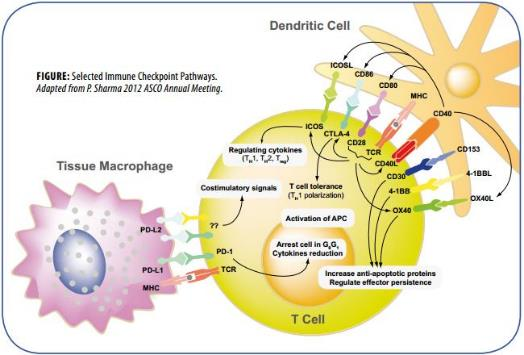 Dendritic Cell
FIGURE: Selected Immune Checkpoint Pathways.
Adapted from P. Sharma 2012 ASCO Annual Meeting.
ICOSL
CD86
CD80
MHC
CD40
ICOS
CTLA-4
CD28
TCR
CD40L
CD153
CD30
4-1BBL
4-1BB
OX40L
OX40
Regulating cytokines
(TH1, TH2, Treg)
Tissue Macrophage
Costimulatory signals
T cell tolerance
(TH1 polarization)
Activation of APC
PD-L2
??
PD-1
Arrest cell in G0G1
Cytokines reduction
PD-L1
TCR
MHC
Increase anti-apoptotic proteins
Regulate effector persistence
T Cell